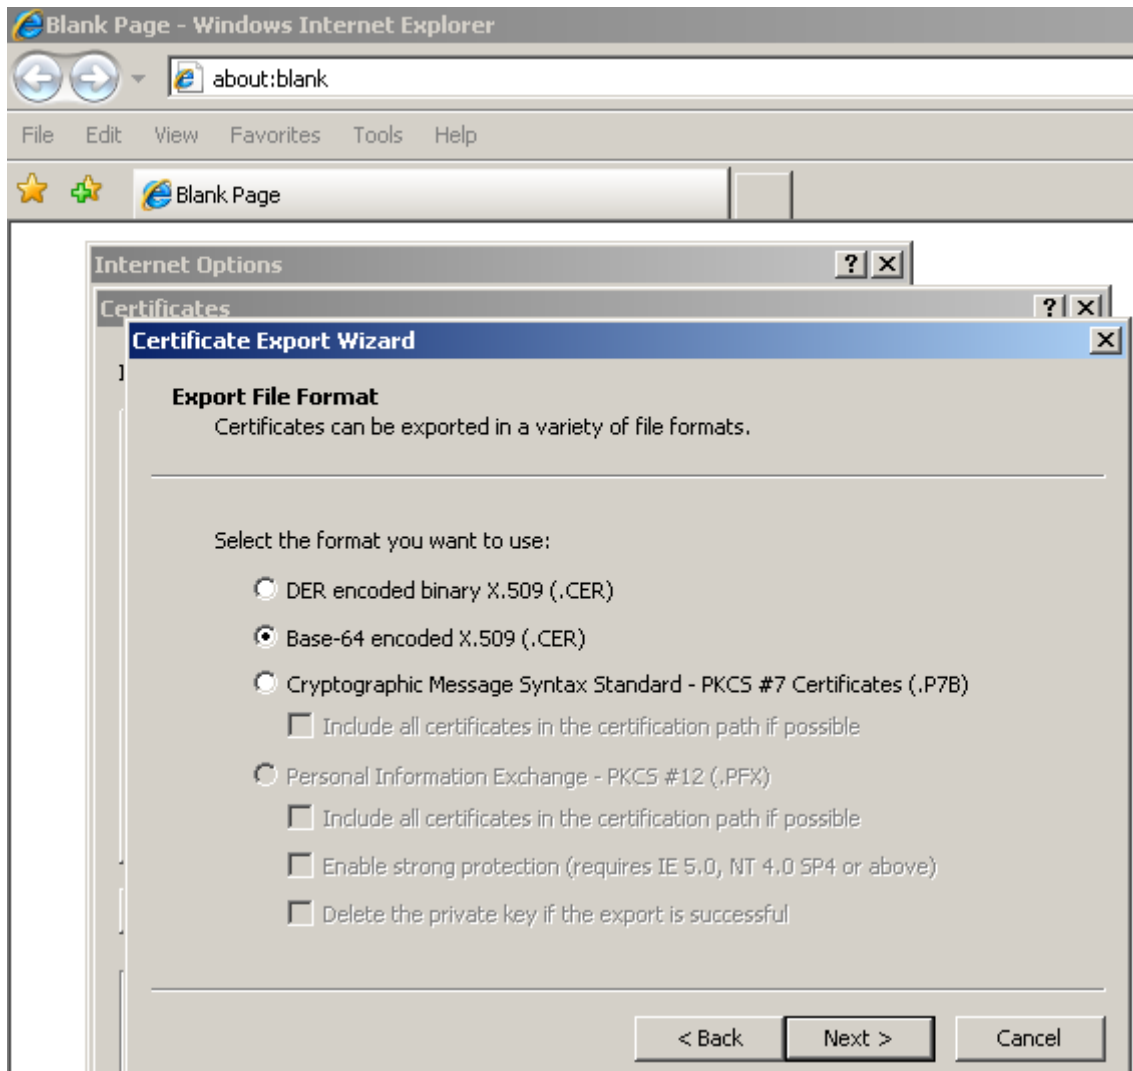 Blank Page - Windows Internet Explorer
about:blank
File Edit View Favorites Tools Help
Blank Page
Internet Options
Certificates
Certificate Export Wizard
Export File Format
Certificates can be exported in a variety of file formats.
Select the format you want to use:
DER encoded binary X.509 (.CER)
Base-64 encoded X.509 (.CER)
Cryptographic Message Syntax Standard - PKCS #7 Certificates (.P7B)
Include all certificates in the certification path if possible
Personal Information Exchange - PKCS #12 (.PFX)
Include all certificates in the certification path if possible
Enable strong protection (requires IE 5.0, NT 4.0 SP4 or above)
Delete the private key if the export is successful
< Back Next > Cancel